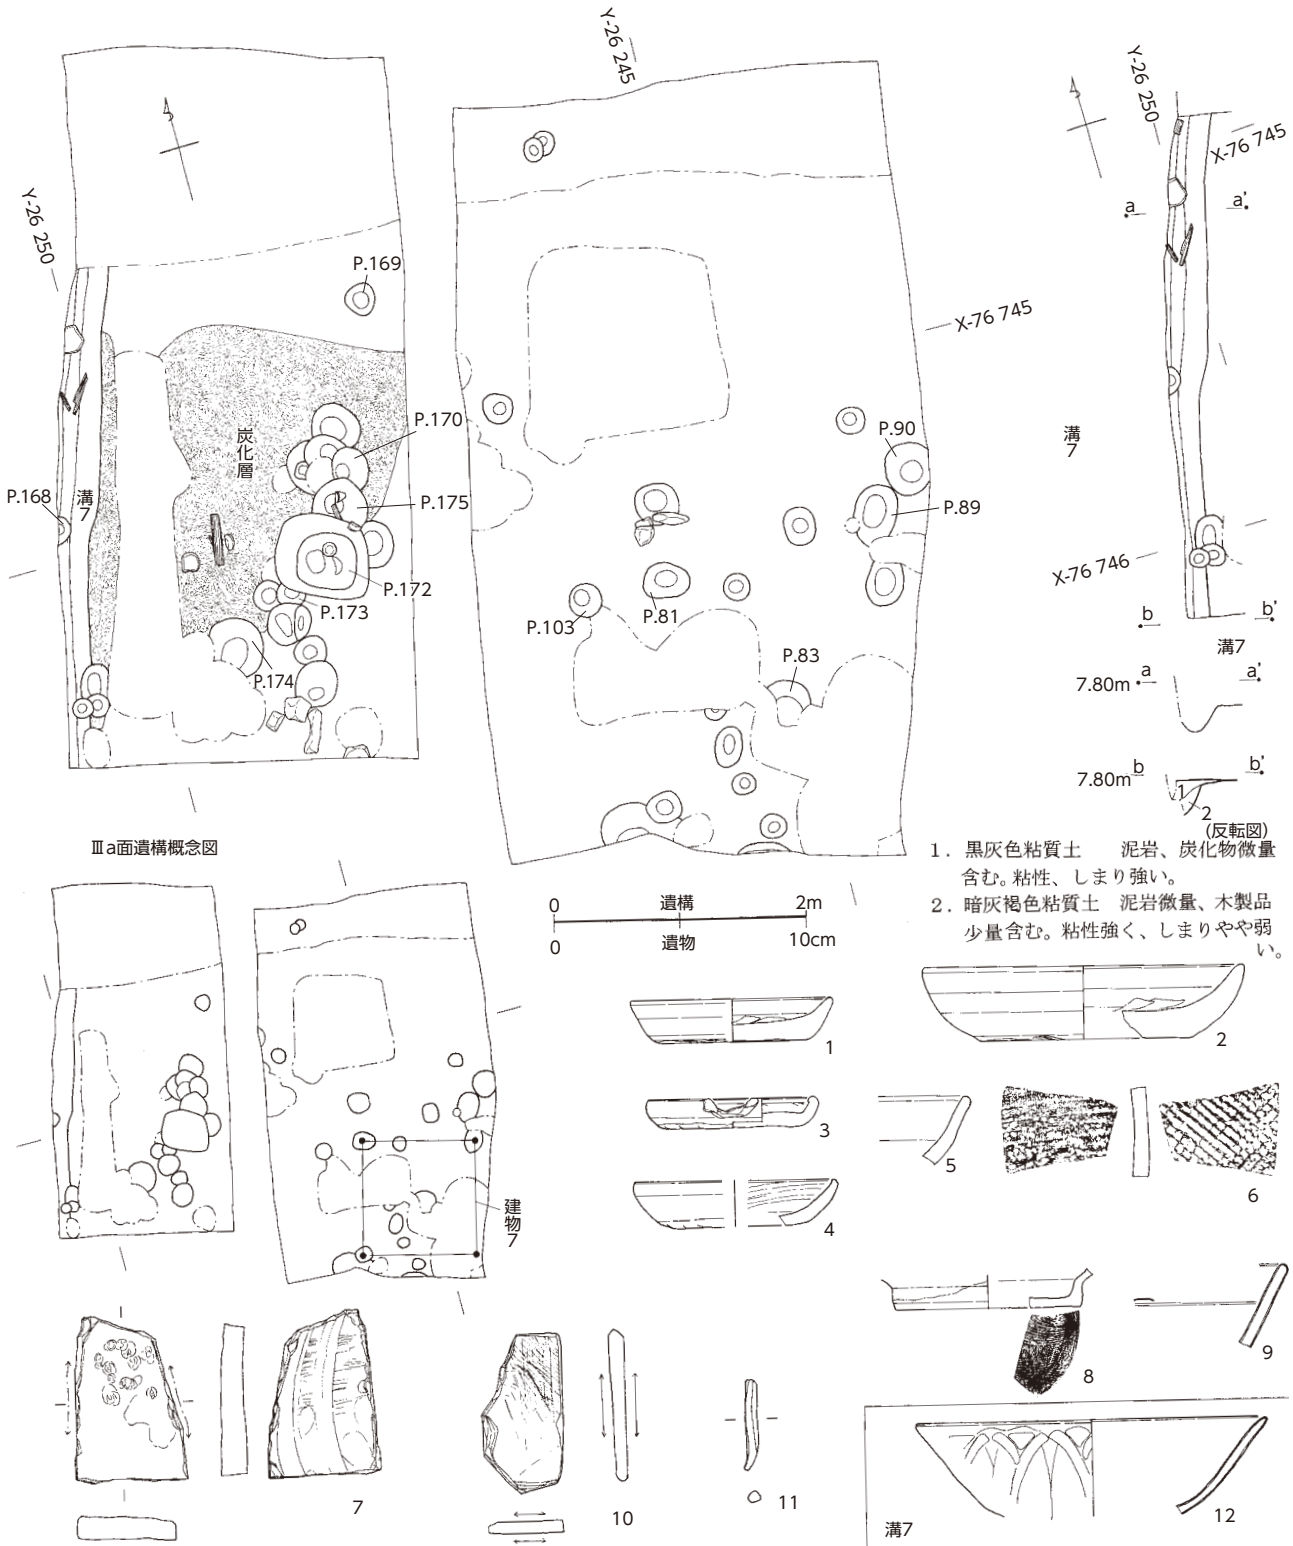 Y-26 245
Y-26 250
X-76 745
a
a'
Y-26 250
P.169
X-76 745
P.170
P.90
溝7
炭化層
P.168
溝7
P.175
P.89
P.172
P.173
X-76 746
P.103
P.81
b
b'
溝7
P.83
P.174
7.80m
a
a'
7.80m
b
b'
1
2
(反転図)
Ⅲa面遺構概念図
1. 黒灰色粘質土 泥岩、炭化物微量
含む。粘性、しまり強い。
2. 暗灰褐色粘質土 泥岩微量、木製品
少量含む。粘性強く、しまりやや弱
い。
0 遺構 2m
0 遺物 10cm
1
2
3
4
5
6
建物7
8
9
7
10
11
12
溝7